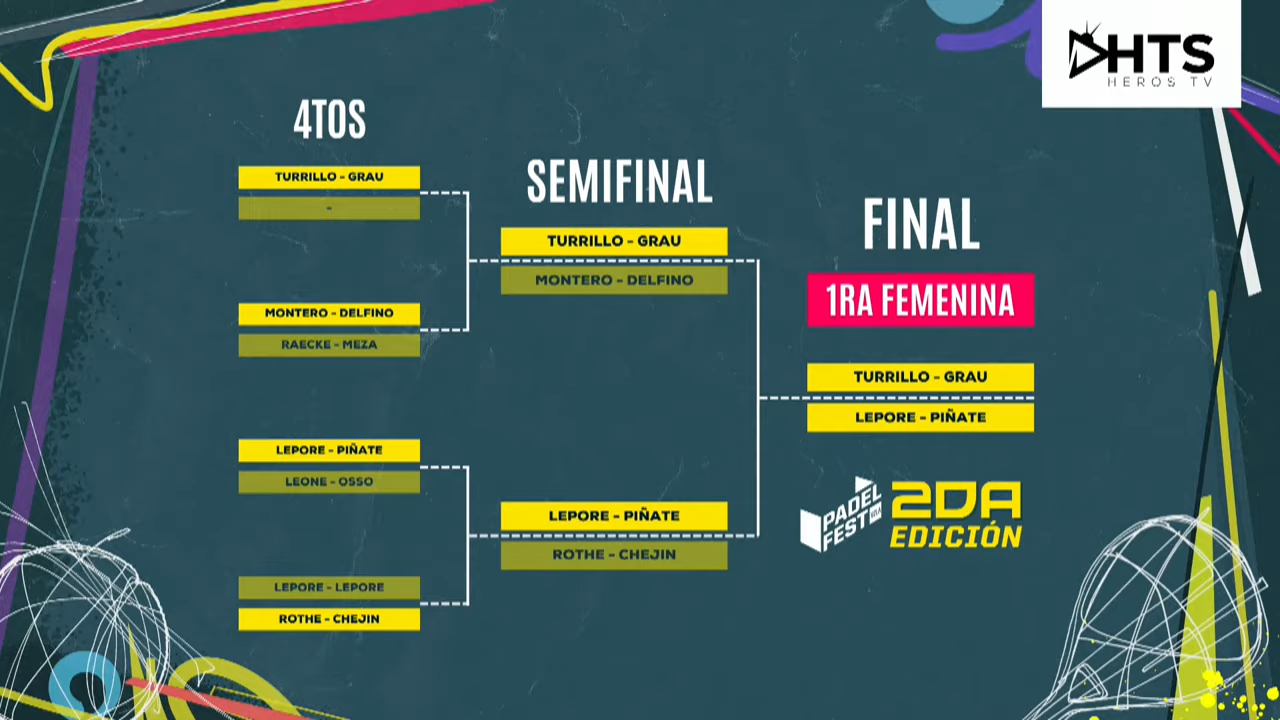 HTS
HEROS TV
4TOS
TURRILLO - GRAU
-
MONTERO - DELFINO
RAECKE - MEZA
LEPORE - PIÑATE
LEONE - OSSO
LEPORE - LEPORE
ROTHE - CHEJIN
SEMIFINAL
TURRILLO - GRAU
MONTERO - DELFINO
LEPORE - PIÑATE
ROTHE - CHEJIN
FINAL
1RA FEMENINA
TURRILLO - GRAU
LEPORE - PIÑATE
PADEL
FEST
2DA
EDICIÓN